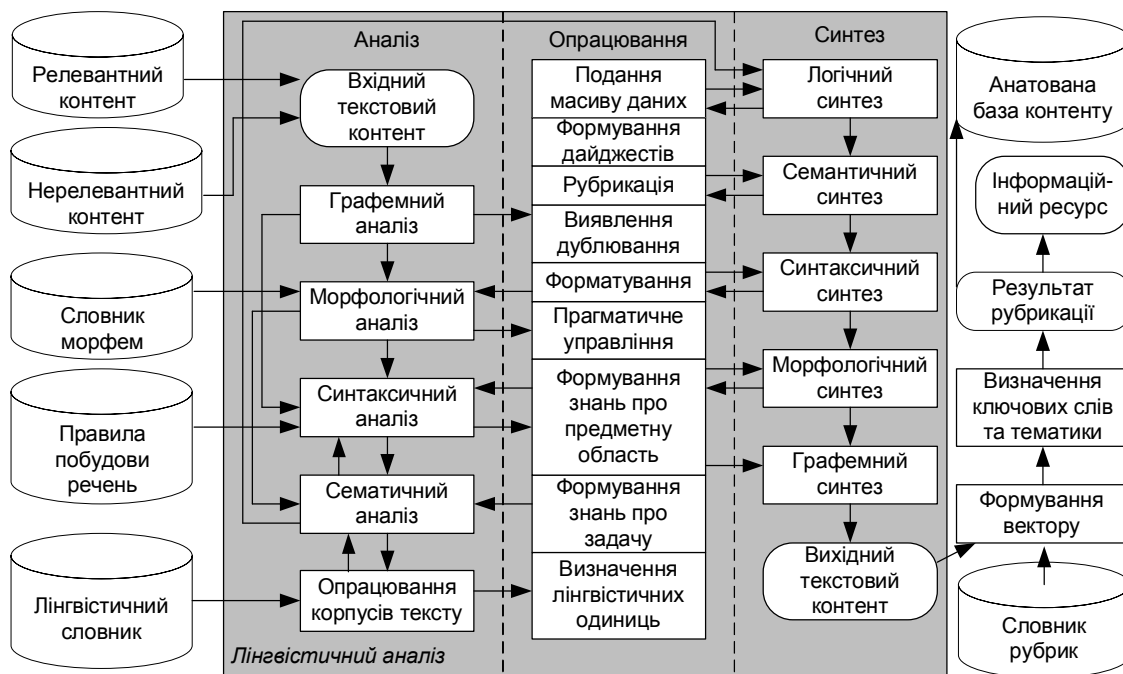 Релевантний
контент
Нерелевантний
контент
Словник
морфем
Правила
побудови
речень
Лінгвістичний
словник
Аналіз
Вхідний
текстовий
контент
Графемний
аналіз
Морфологічний
аналіз
Синтаксичний
аналіз
Сематичний
аналіз
Опрацювання
корпусів тексту
Лінгвістичний аналіз
Опрацювання
Подання
масиву даних
Формування
дайджестів
Рубрикація
Виявлення
дублювання
Форматування
Прагматичне
управління
Формування
знань про
предметну
область
Формування
знань про
задачу
Визначення
лінгвістичних
одиниць
Синтез
Логічний
синтез
Семантичний
синтез
Синтаксичний
синтез
Морфологічний
синтез
Графемний
синтез
Вихідний
текстовий
контент
Анатована
база контенту
Інформацій-
ний ресурс
Результат
рубрикації
Визначення
ключових слів
та тематики
Формування
вектору
Словник
рубрик